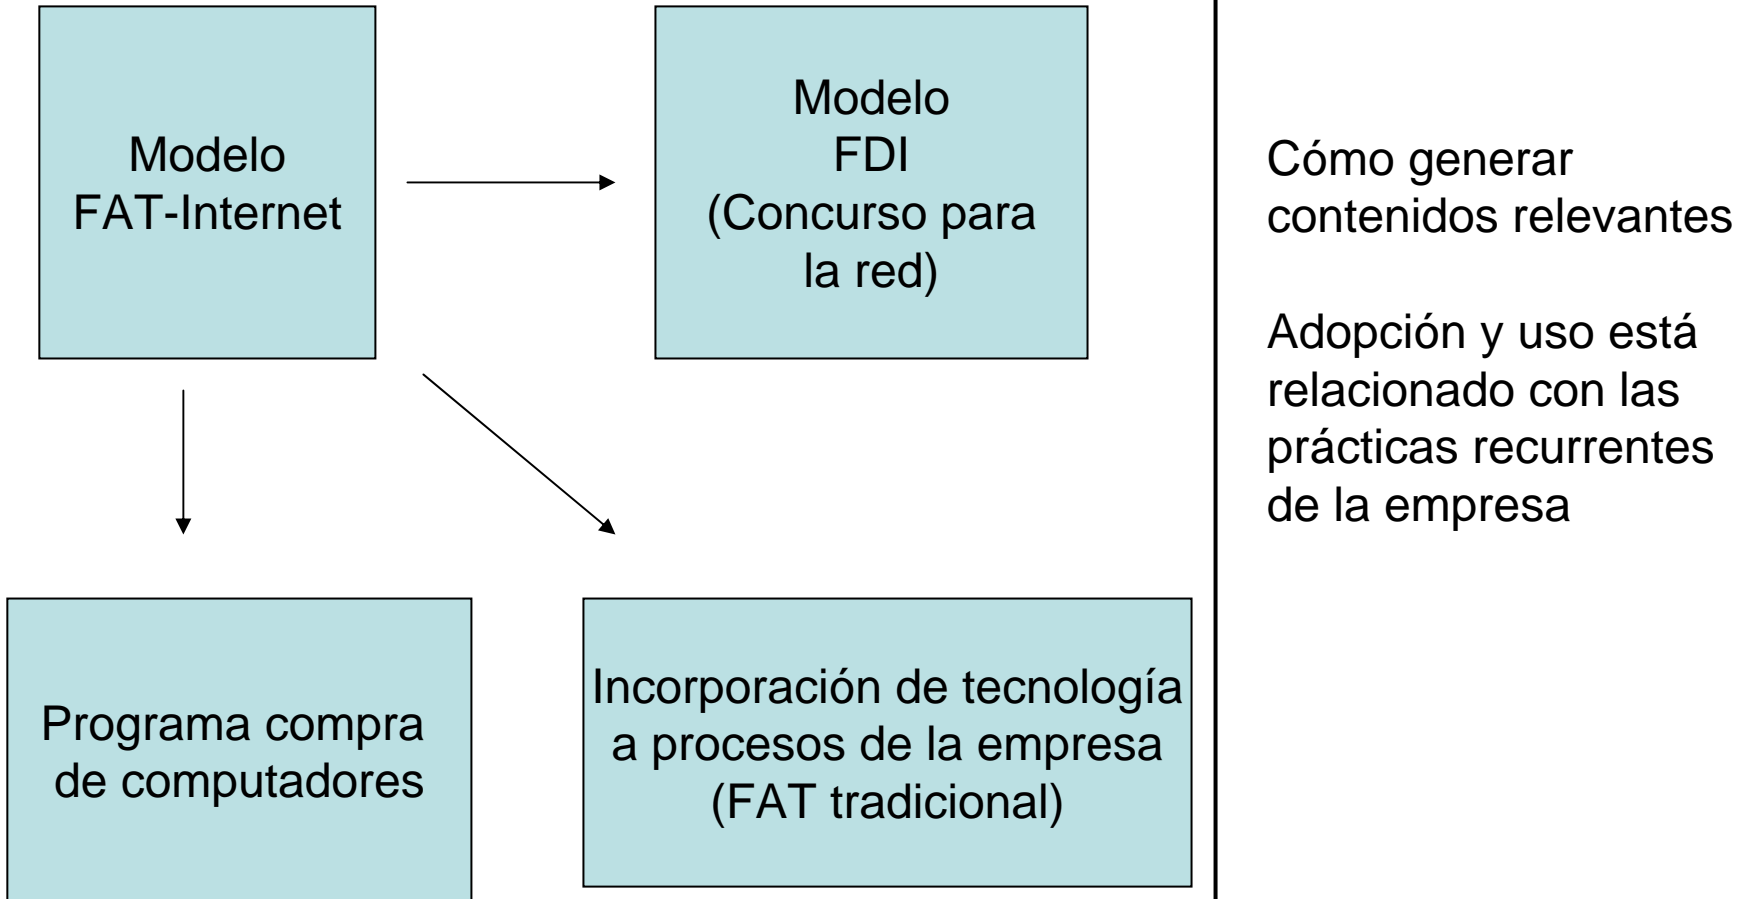 Modelo
FAT-Internet
Modelo
FDI
(Concurso para
la red)
Programa compra
de computadores
Incorporación de tecnología
a procesos de la empresa
(FAT tradicional)
Cómo generar
contenidos relevantes
Adopción y uso está
relacionado con las
prácticas recurrentes
de la empresa